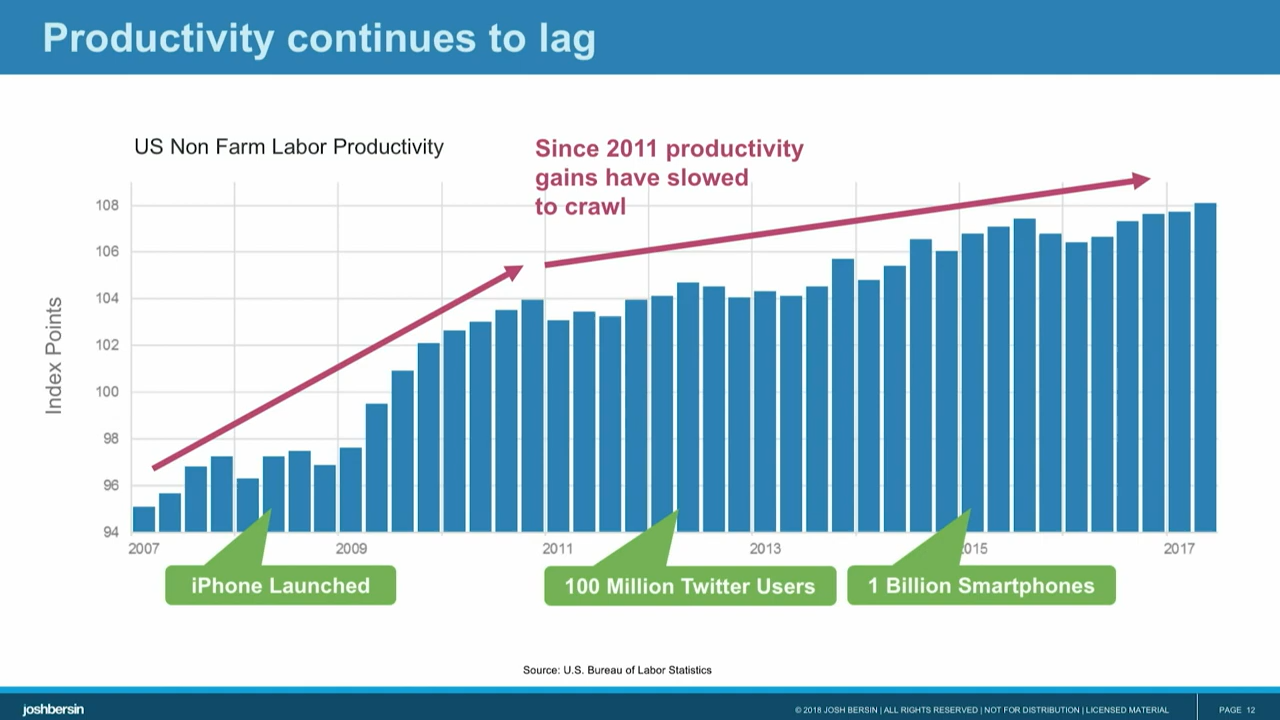 Productivity continues to lag
US Non Farm Labor Productivity
Since 2011 productivity
gains have slowed
to crawl
Index Points
108
106
104
102
100
98
96
94
2007
2009
2011
2013
015
2017
iPhone Launched
100 Million Twitter Users
1 Billion Smartphones
Source: U.S. Bureau of Labor Statistics
joshbersin
© 2018 JOSH BERSIN | ALL RIGHTS RESERVED | NOT FOR DISTRIBUTION | LICENSED MATERIAL
PAGE 12